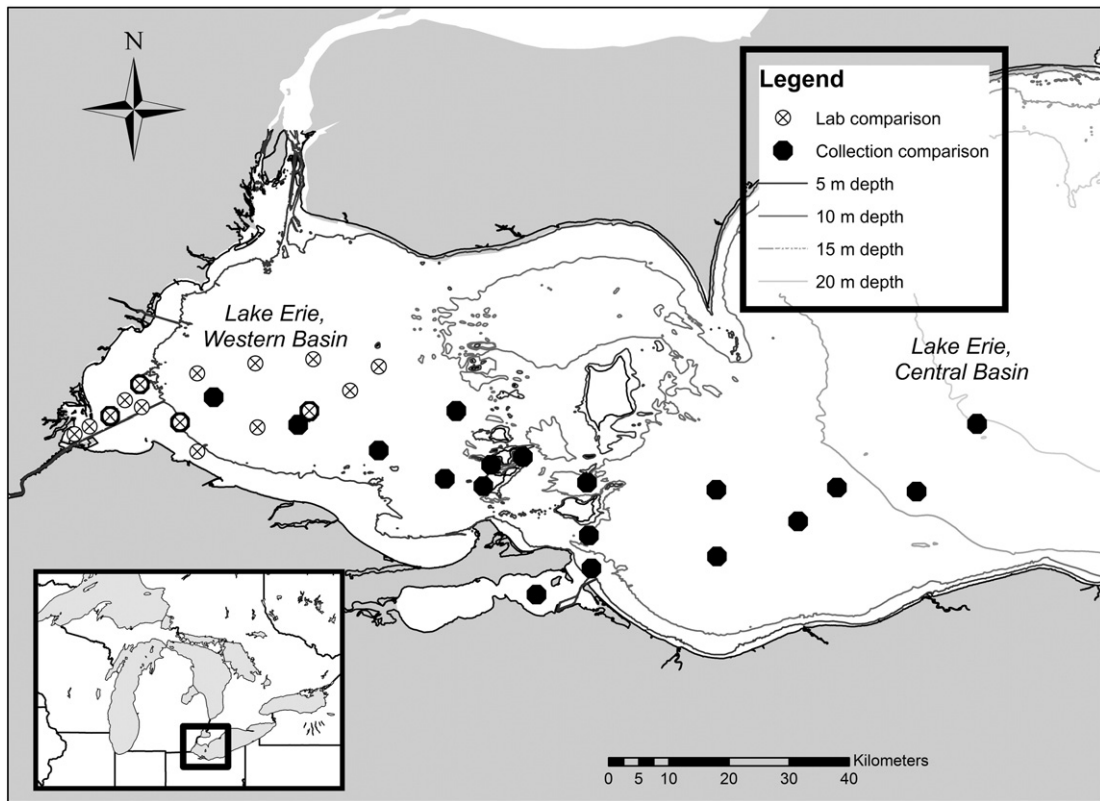 N
Legend
Lab comparison
Collection comparison
5 m depth
10 m depth
15 m depth
20 m depth
Lake Erie,
Western Basin
Lake Erie,
Central Basin
Kilometers
0 5 10 20 30 40